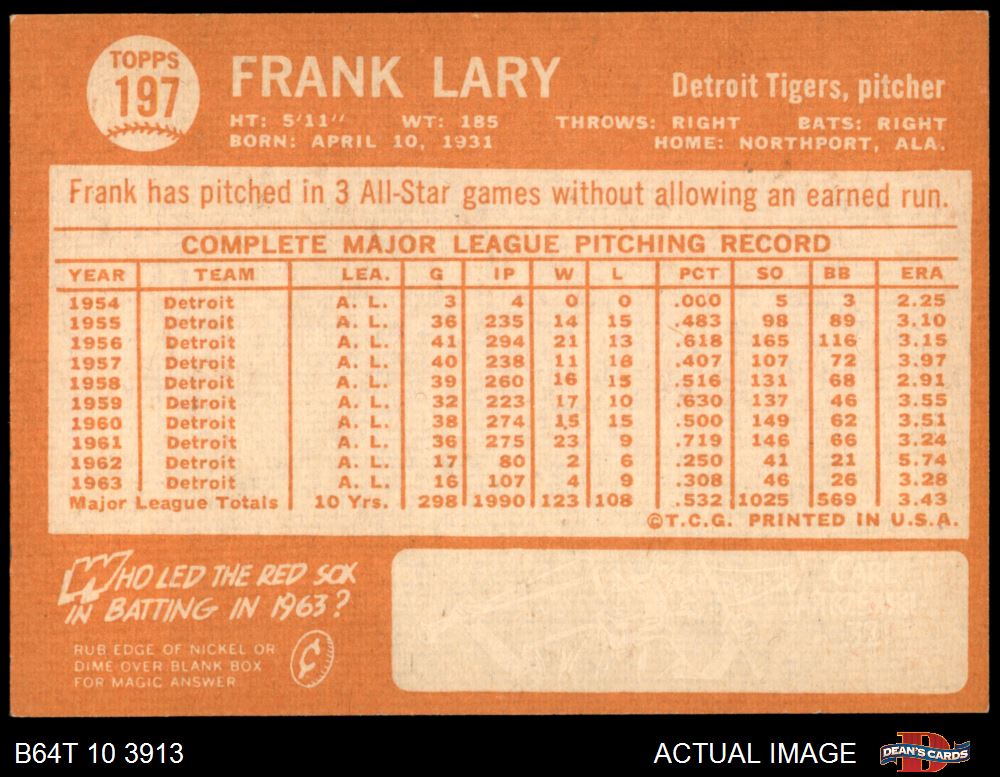 TOPPS
197
FRANK LARY
Detroit Tigers, pitcher
HT: 5'11" WT: 185 THROWS: RIGHT BATS: RIGHT
BORN: APRIL 10, 1931 HOME: NORTHPORT, ALA.
Frank has pitched in 3 All-Star games without allowing an earned run.
COMPLETE MAJOR LEAGUE PITCHING RECORD
YEAR TEAM LEA. G IP W L PCT SO BB ERA
1954 Detroit A. L. 3 4 0 0 .000 5 3 2.25
1955 Detroit A. L. 36 235 14 15 .483 98 89 3.10
1956 Detroit A. L. 41 294 21 13 .618 165 116 3.15
1957 Detroit A. L. 40 238 11 16 .407 107 72 3.97
1958 Detroit A. L. 39 260 16 15 .516 131 68 2.91
1959 Detroit A. L. 32 223 17 10 .630 137 46 3.55
1960 Detroit A. L. 38 274 15 15 .500 149 62 3.51
1961 Detroit A. L. 36 275 23 9 .719 146 66 3.24
1962 Detroit A. L. 17 80 2 6 .250 41 21 5.74
1963 Detroit A. L. 16 107 4 9 .308 46 26 3.28
Major League Totals 10 Yrs. 298 1990 123 108 .532 1025 569 3.43
©T.C.G. PRINTED IN U.S.A.
WHO LED THE RED SOX
IN BATTING IN 1963?
RUB EDGE OF NICKEL OR
DIME OVER BLANK BOX
FOR MAGIC ANSWER
¢
B64T 10 3913
ACTUAL IMAGE
D
DEAN'S CARDS